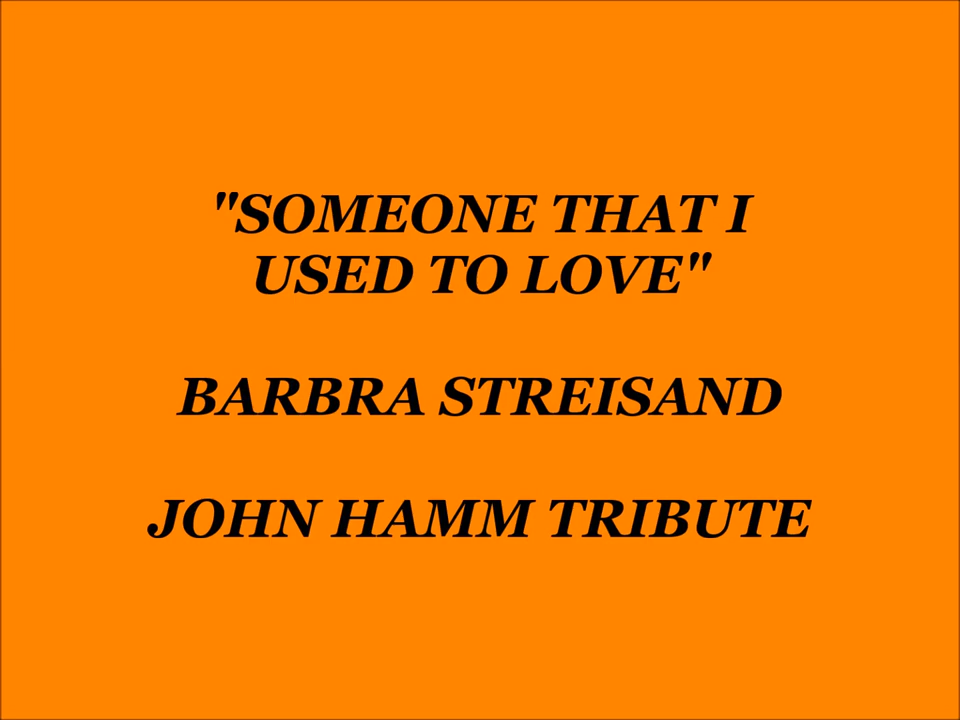 "SOMEONE THAT I
USED TO LOVE"
BARBRA STREISAND
JOHN HAMM TRIBUTE